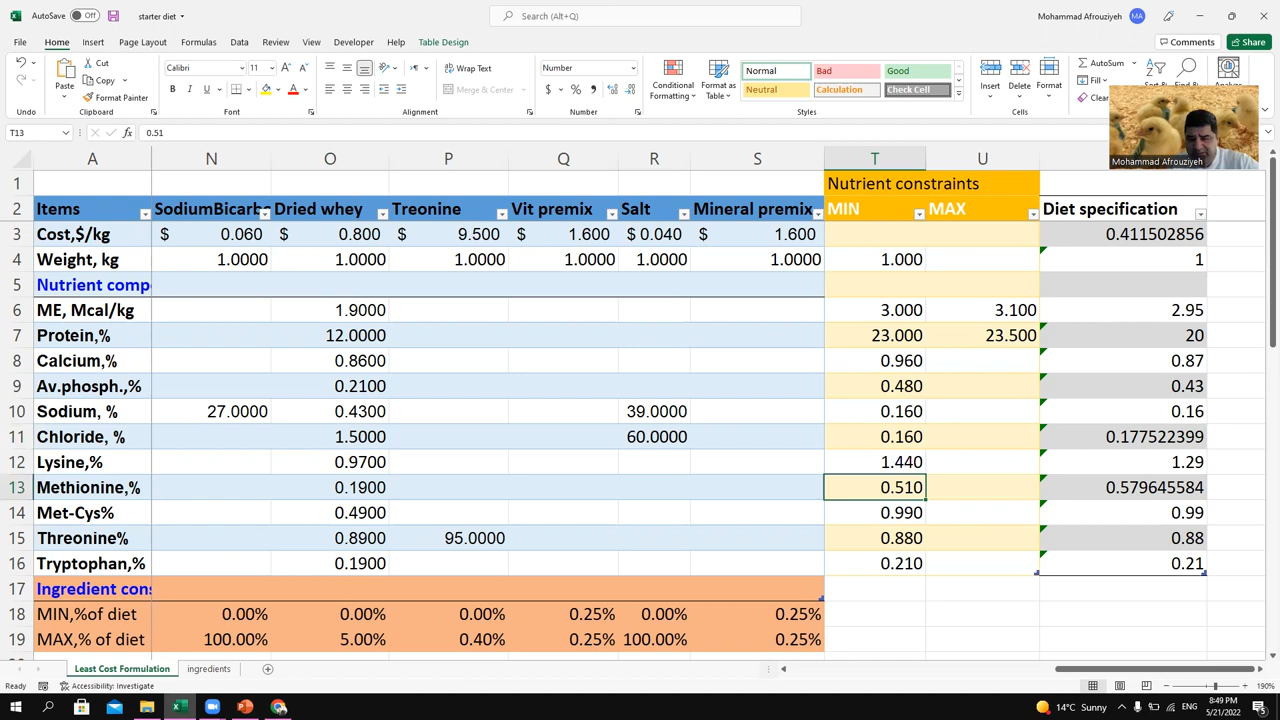 AutoSave Off starter diet Search (Alt+Q) Mohammad Afrouziyeh MA
File Home Insert Page Layout Formulas Data Review View Developer Help Table Design Comments Share
Paste Cut Copy Format Painter
Calibri 11 Wrap Text Merge & Center Number
Conditional Formatting Format as Table Normal Bad Good Neutral Calculation Check Cell
Insert Delete Format AutoSum Fill Clear
Undo Clipboard Font Alignment Number Styles Cells
Mohammad Afrouziyeh
T13 0.51
A N O P Q R S T U
1 Nutrient constraints
2 Items SodiumBicarb Dried whey Treonine Vit premix Salt Mineral premix MIN MAX Diet specification
3 Cost,$/kg $ 0.060 $ 0.800 $ 9.500 $ 1.600 $ 0.040 $ 1.600 0.411502856
4 Weight, kg 1.0000 1.0000 1.0000 1.0000 1.0000 1.0000 1.000 1
5 Nutrient comp
6 ME, Mcal/kg 1.9000 3.000 3.100 2.95
7 Protein,% 12.0000 23.000 23.500 20
8 Calcium,% 0.8600 0.960 0.87
9 Av.phosph.,% 0.2100 0.480 0.43
10 Sodium, % 27.0000 0.4300 39.0000 0.160 0.16
11 Chloride, % 1.5000 60.0000 0.160 0.177522399
12 Lysine,% 0.9700 1.440 1.29
13 Methionine,% 0.1900 0.510 0.579645584
14 Met-Cys% 0.4900 0.990 0.99
15 Threonine% 0.8900 95.0000 0.880 0.88
16 Tryptophan,% 0.1900 0.210 0.21
17 Ingredient cons
18 MIN,%of diet 0.00% 0.00% 0.00% 0.25% 0.00% 0.25%
19 MAX,% of diet 100.00% 5.00% 0.40% 0.25% 100.00% 0.25%
Least Cost Formulation ingredients
Ready Accessibility: Investigate 190%
14°C Sunny 8:49 PM
5/21/2022